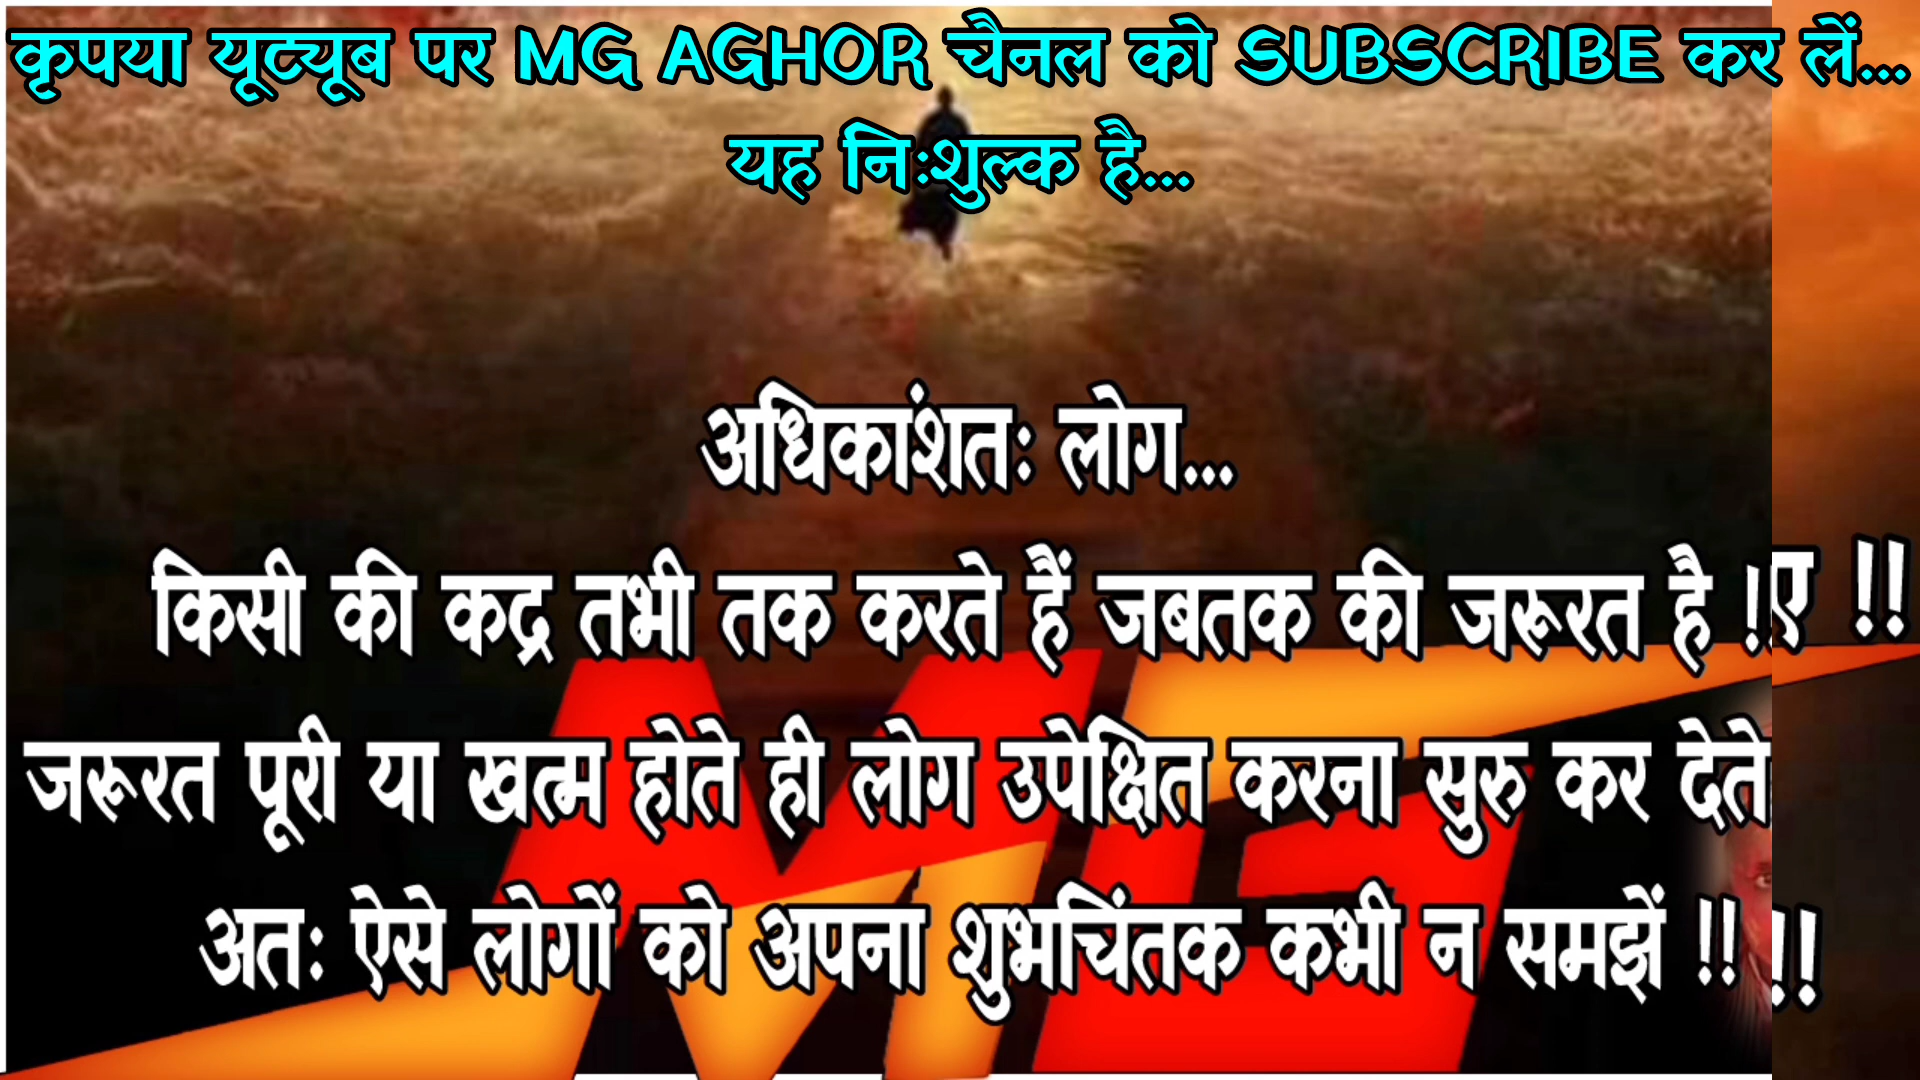 कृपया यूट्यूब पर MG AGHOR चैनल को SUBSCRIBE कर लें...
यह निःशुल्क है...
अधिकांशतः लोग...
किसी की कद्र तभी तक करते हैं जबतक की जरूरत है !ए !!
जरूरत पूरी या खत्म होते ही लोग उपेक्षित करना सुरु कर देते
अतः ऐसे लोगों को अपना शुभचिंतक कभी न समझें !! !!
MG